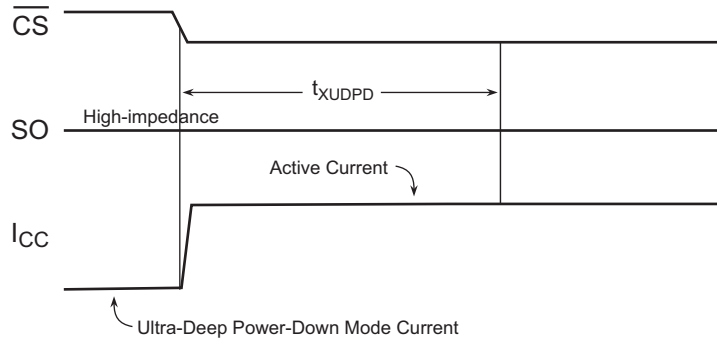 CS
tXUDPD
High-impedance
SO
Active Current
ICC
Ultra-Deep Power-Down Mode Current